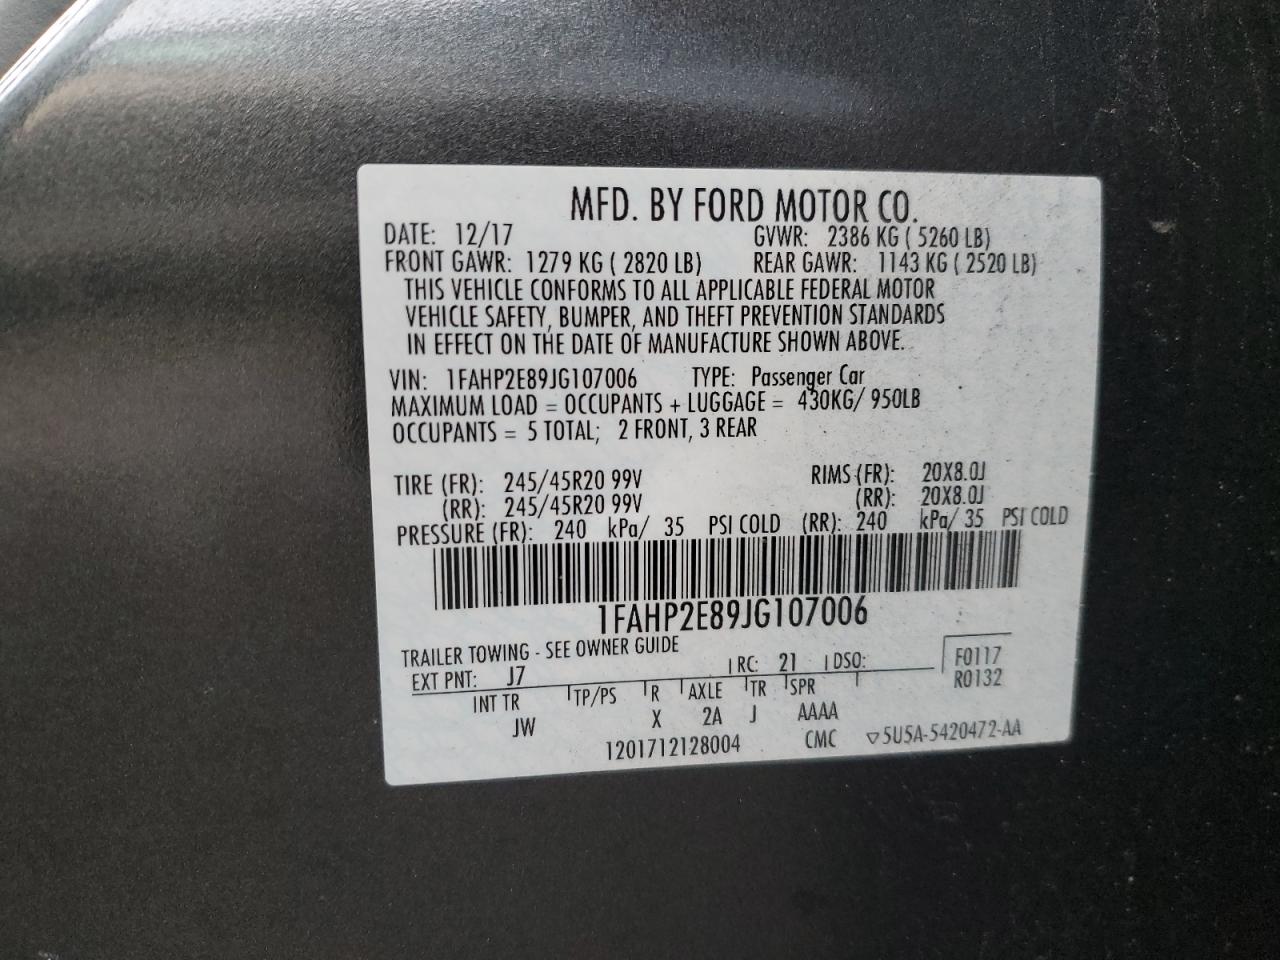 MFD. BY FORD MOTOR CO.
DATE: 12/17 GVWR: 2386 KG ( 5260 LB)
FRONT GAWR: 1279 KG ( 2820 LB) REAR GAWR: 1143 KG ( 2520 LB)
THIS VEHICLE CONFORMS TO ALL APPLICABLE FEDERAL MOTOR
VEHICLE SAFETY, BUMPER, AND THEFT PREVENTION STANDARDS
IN EFFECT ON THE DATE OF MANUFACTURE SHOWN ABOVE.
VIN: 1FAHP2E89JG107006 TYPE: Passenger Car
MAXIMUM LOAD = OCCUPANTS + LUGGAGE = 430KG/ 950LB
OCCUPANTS = 5 TOTAL; 2 FRONT, 3 REAR
TIRE (FR): 245/45R20 99V RIMS (FR): 20X8.0J
(RR): 245/45R20 99V (RR): 20X8.0J
PRESSURE (FR): 240 kPa/ 35 PSI COLD (RR): 240 kPa/ 35 PSI COLD
1FAHP2E89JG107006
TRAILER TOWING - SEE OWNER GUIDE
EXT PNT: J7 RC: 21 DSO: F0117
R0132
INT TR TP/PS R AXLE TR SPR
JW X 2A J AAAA
1201712128004 CMC ▽5U5A-5420472-AA